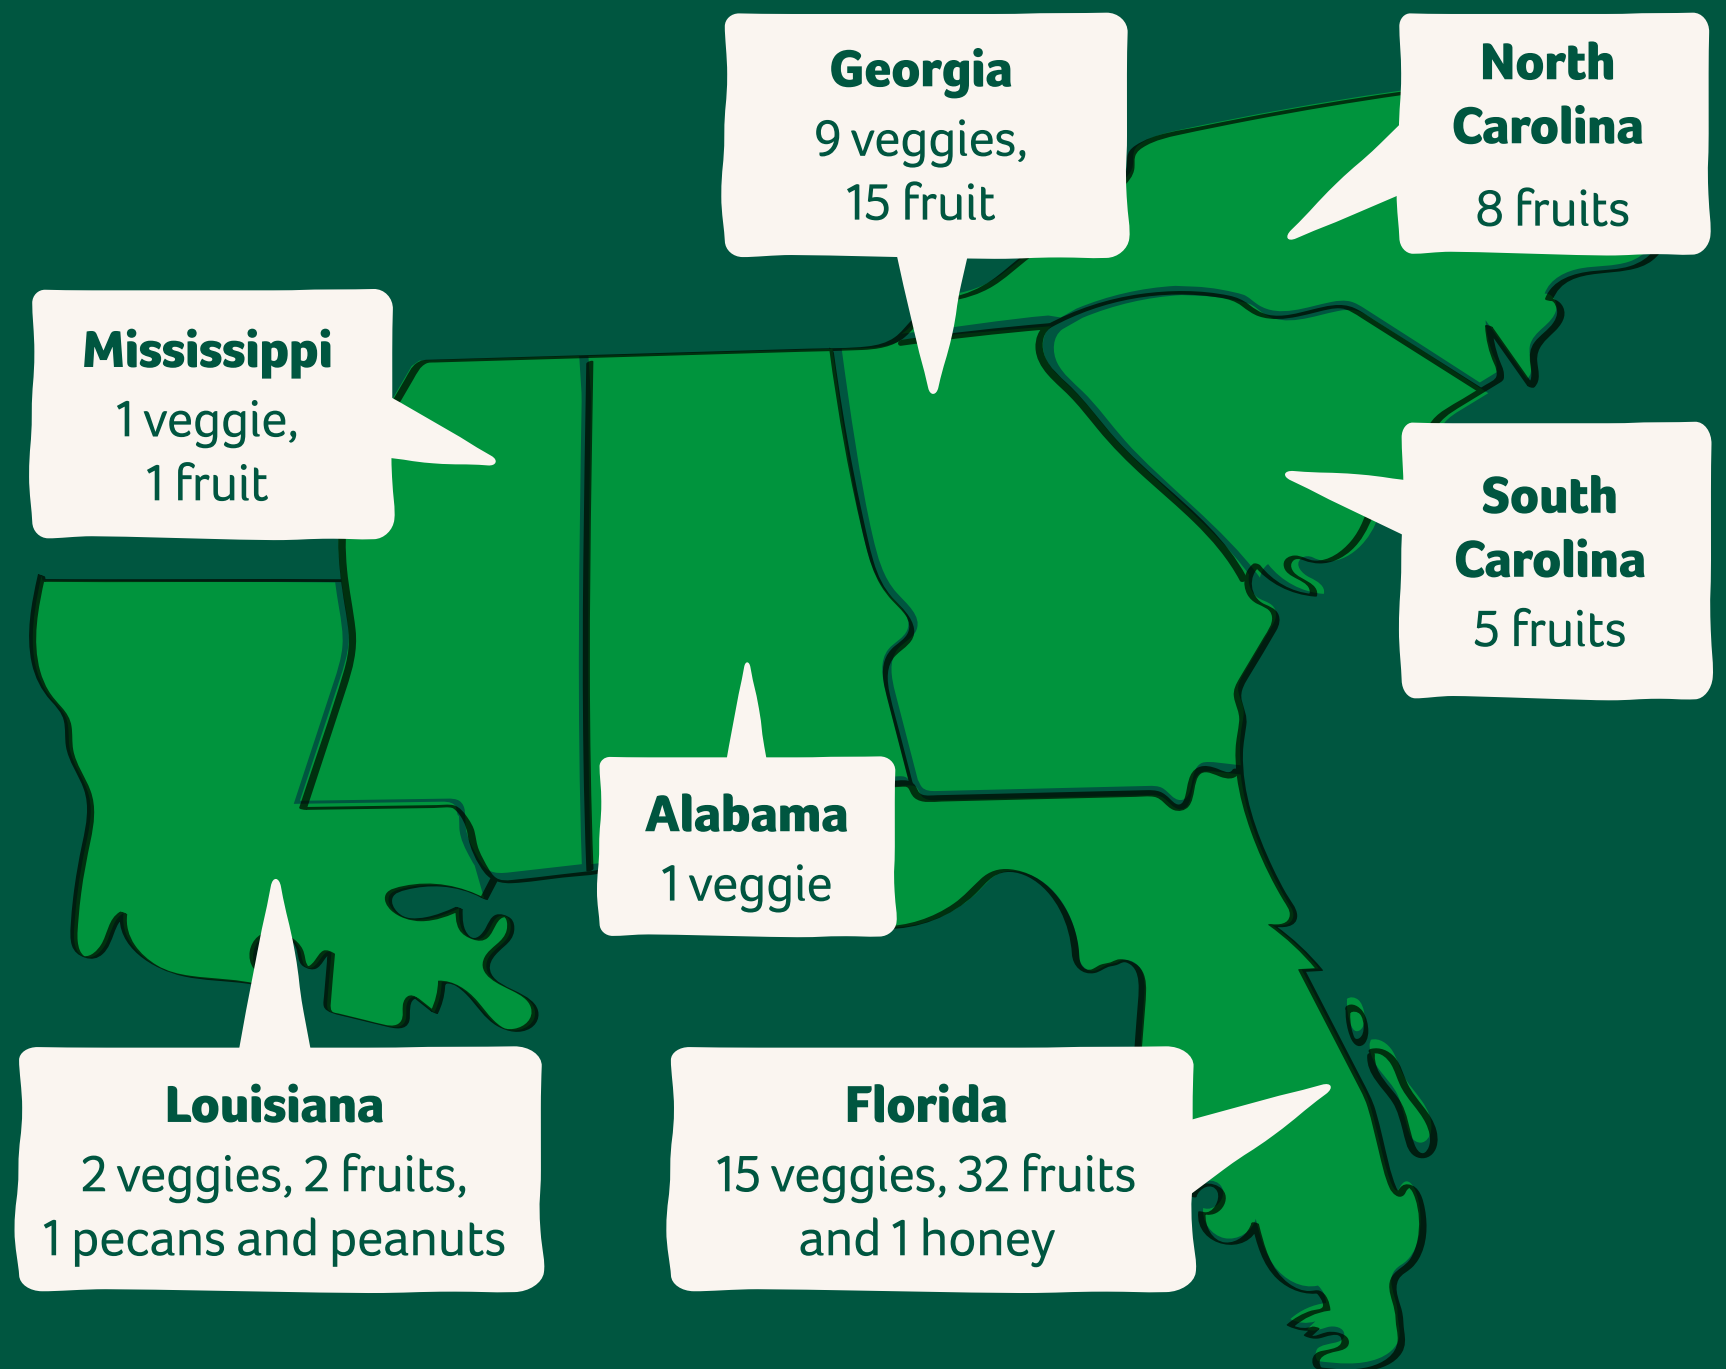 Georgia
9 veggies,
15 fruit
North
Carolina
8 fruits
Mississippi
1 veggie,
1 fruit
South
Carolina
5 fruits
Alabama
1 veggie
Louisiana
2 veggies, 2 fruits,
1 pecans and peanuts
Florida
15 veggies, 32 fruits
and 1 honey